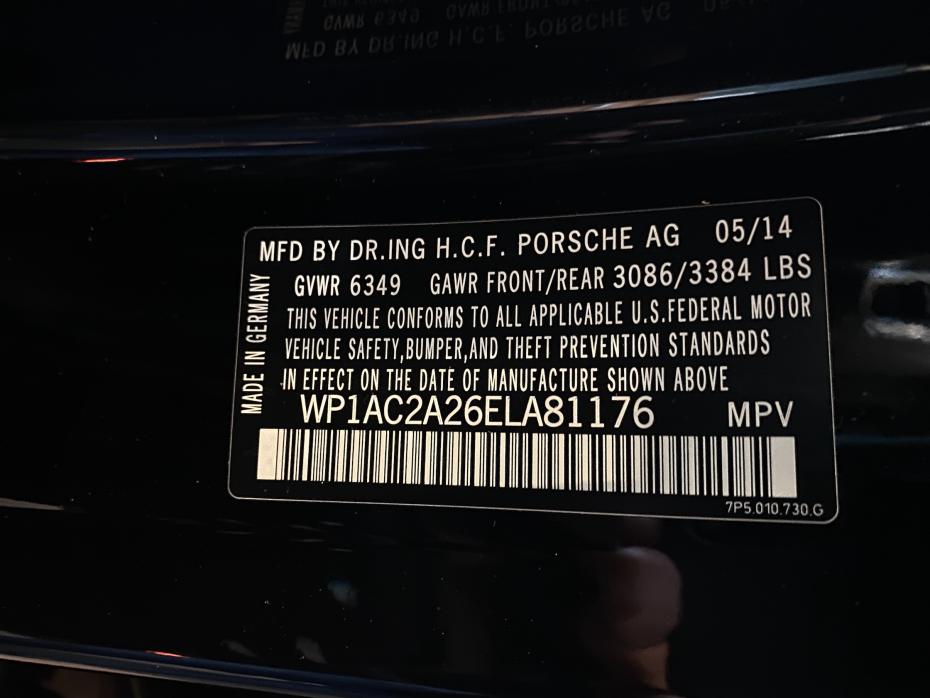 MFD BY DR.ING H.C.F. PORSCHE AG 05/14
GVWR 6349 GAWR FRONT/REAR 3086/3384 LBS
THIS VEHICLE CONFORMS TO ALL APPLICABLE U.S.FEDERAL MOTOR
VEHICLE SAFETY,BUMPER,AND THEFT PREVENTION STANDARDS
IN EFFECT ON THE DATE OF MANUFACTURE SHOWN ABOVE
WP1AC2A26ELA81176 MPV
7P5.010.730.G
MADE IN GERMANY